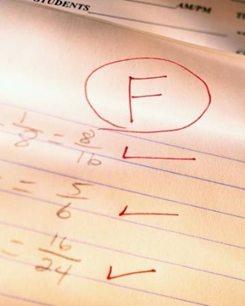 STUDENTS
AM/PM
F
1/8 = 8/16
= 5/6
= 16/24